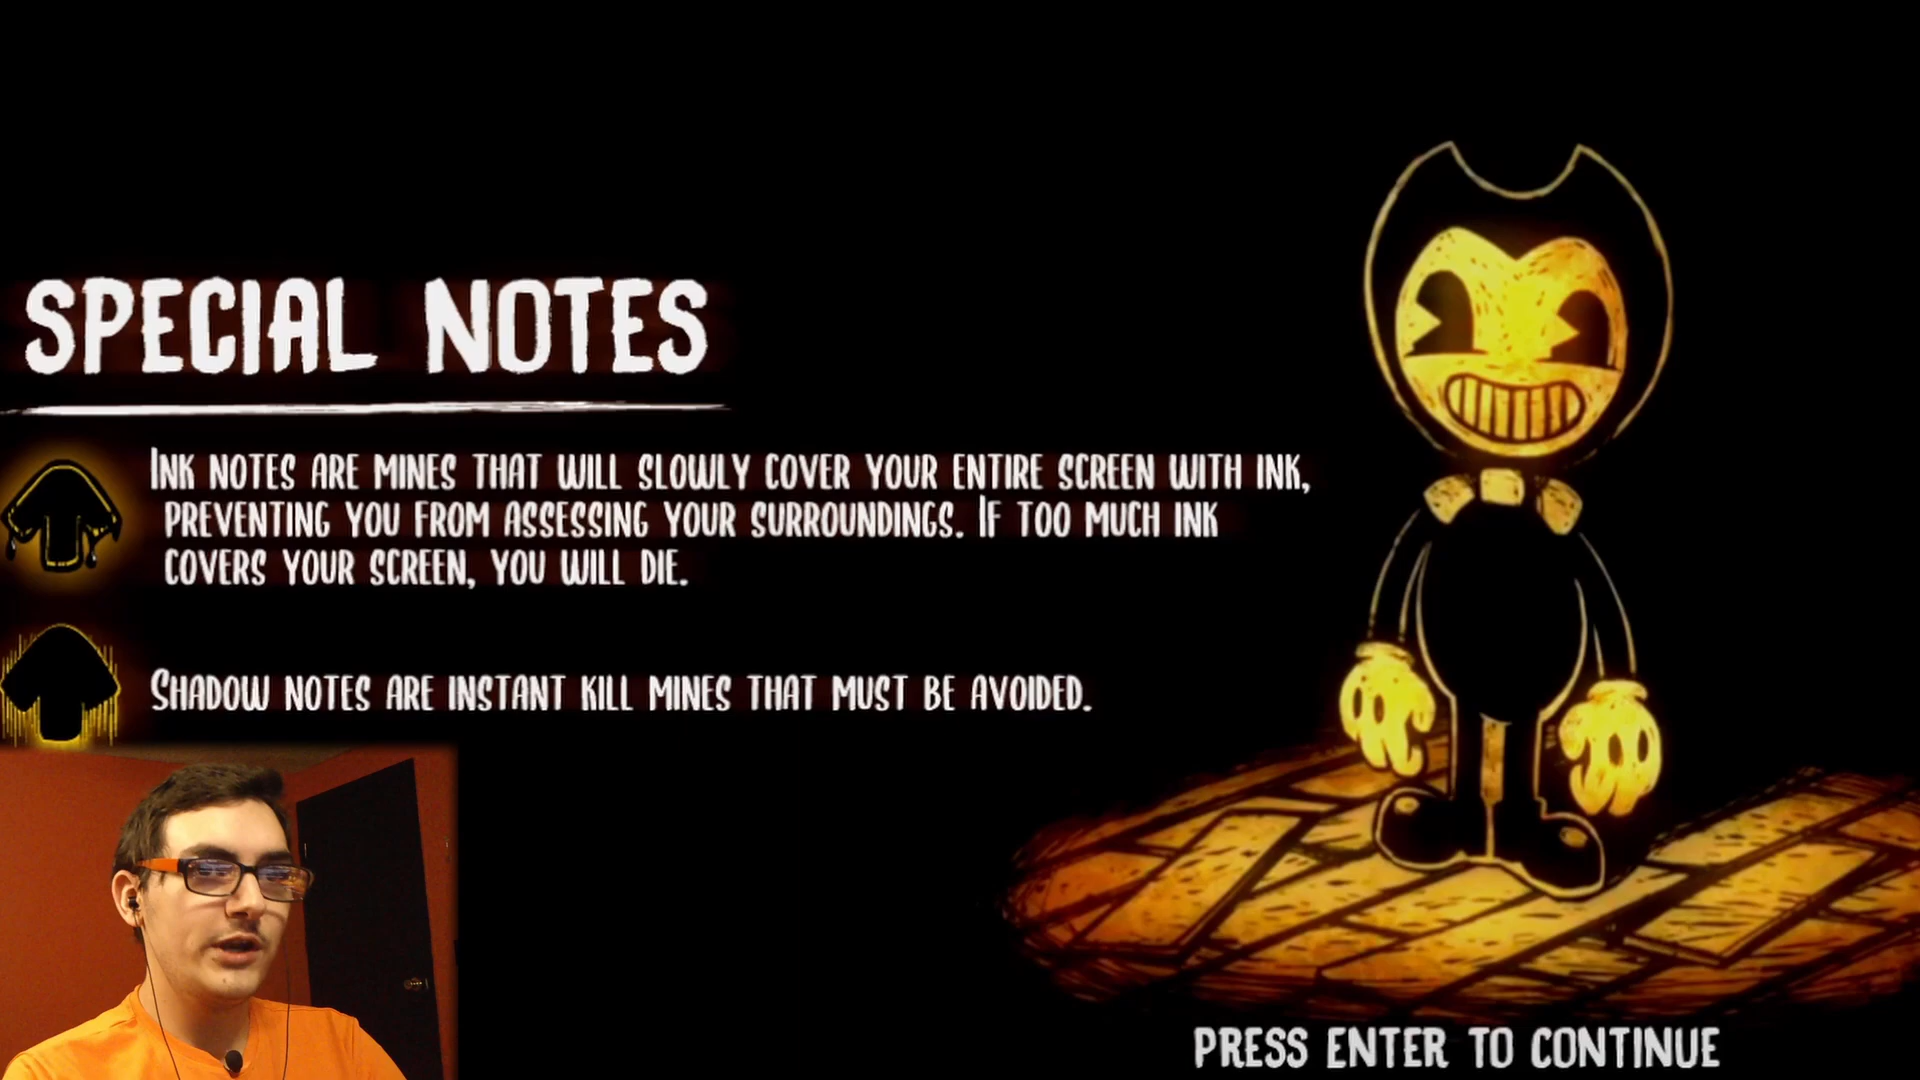 SPECIAL NOTES
INK NOTES ARE MINES THAT WILL SLOWLY COVER YOUR ENTIRE SCREEN WITH INK,
PREVENTING YOU FROM ASSESSING YOUR SURROUNDINGS. IF TOO MUCH INK
COVERS YOUR SCREEN, YOU WILL DIE.
SHADOW NOTES ARE INSTANT KILL MINES THAT MUST BE AVOIDED.
PRESS ENTER TO CONTINUE